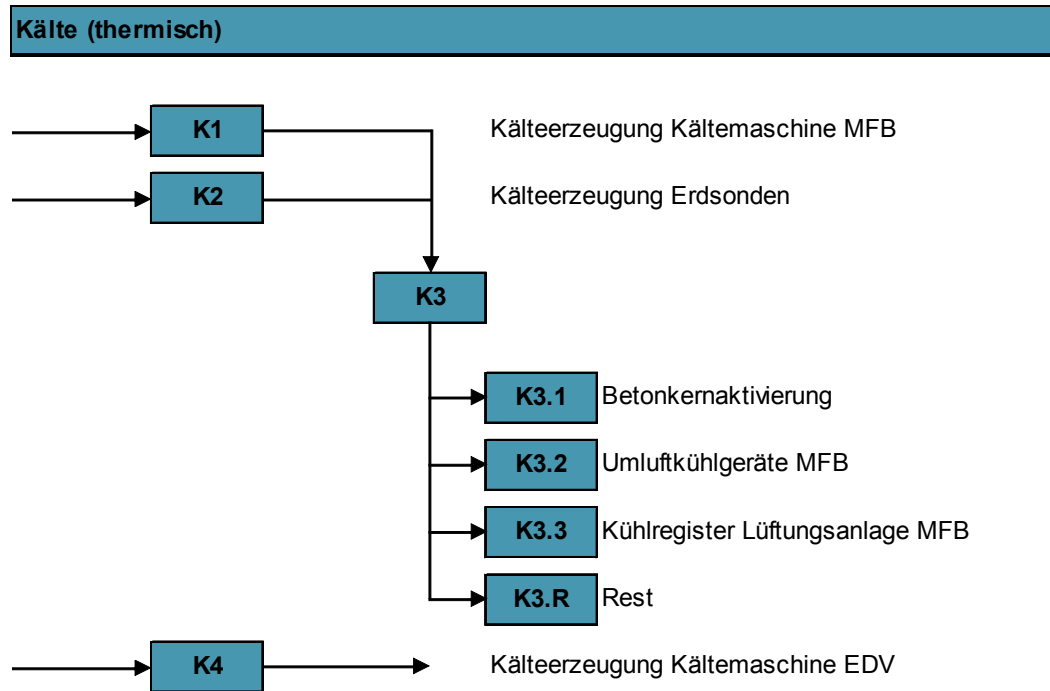 Kälte (thermisch)
K1 Kälteerzeugung Kältemaschine MFB
K2 Kälteerzeugung Erdsonden
K3
K3.1 Betonkernaktivierung
K3.2 Umluftkühlgeräte MFB
K3.3 Kühlregister Lüftungsanlage MFB
K3.R Rest
K4 Kälteerzeugung Kältemaschine EDV